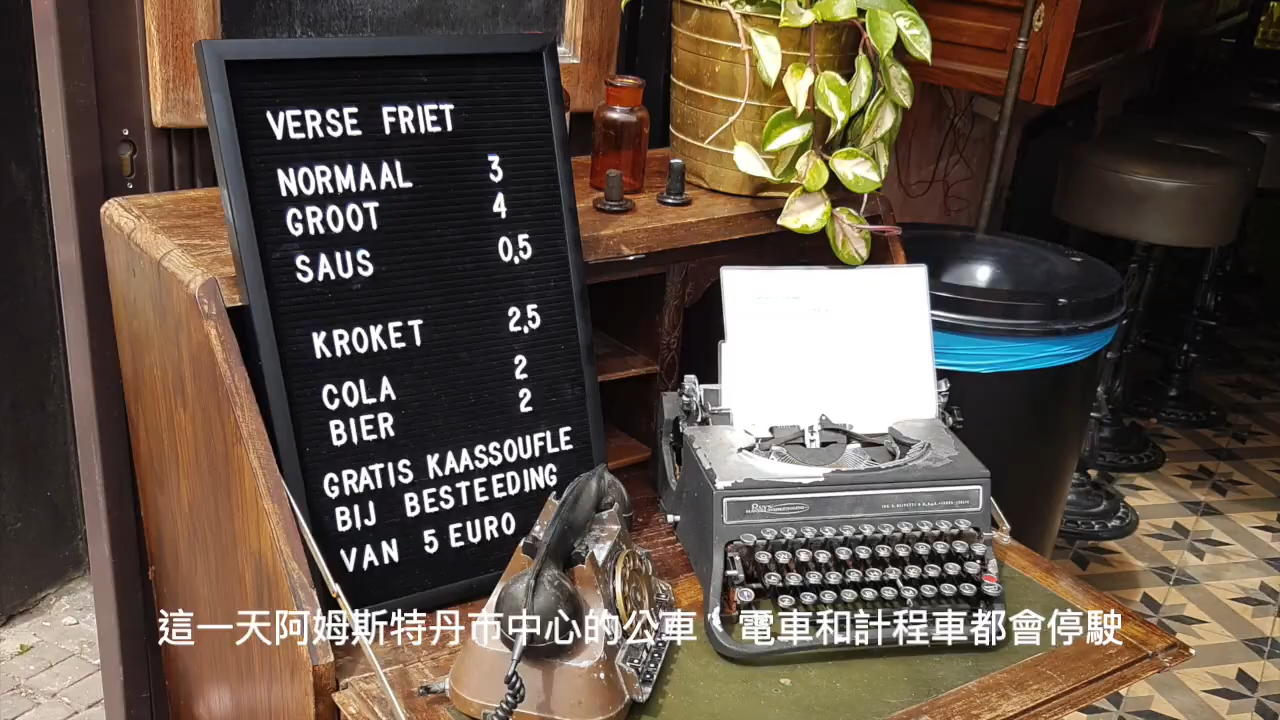 VERSE FRIET
NORMAAL 3
GROOT 4
SAUS 0,5
KROKET 2,5
COLA 2
BIER 2
GRATIS KAASSOUFLE
BIJ BESTEEDING
VAN 5 EURO
這一天阿姆斯特丹市中心的公車、電車和計程車都會停駛